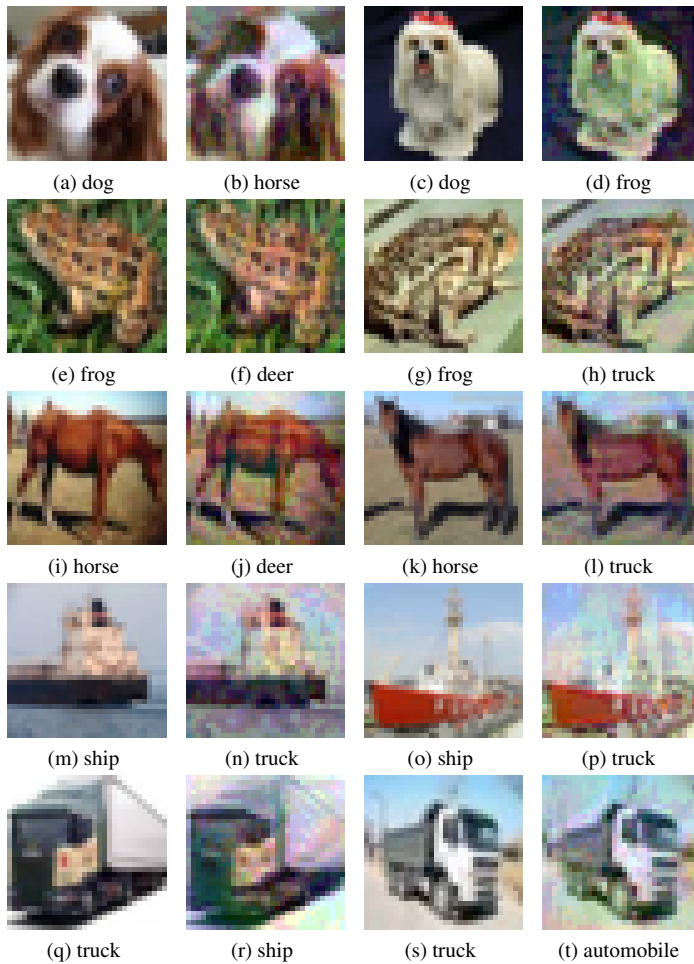 (a) dog (b) horse (c) dog (d) frog
(e) frog (f) deer (g) frog (h) truck
(i) horse (j) deer (k) horse (l) truck
(m) ship (n) truck (o) ship (p) truck
(q) truck (r) ship (s) truck (t) automobile